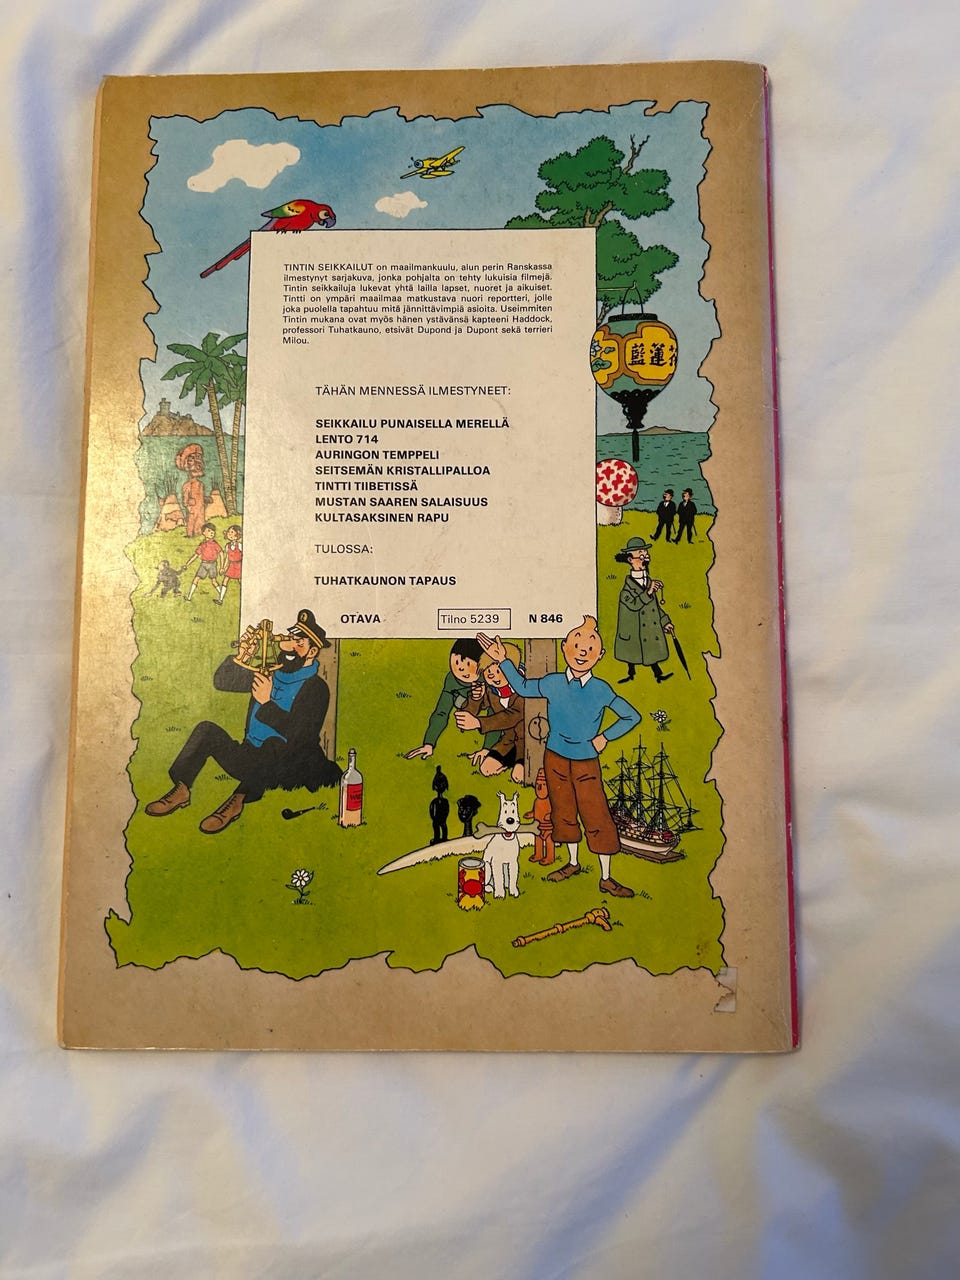 TINTIN SEIKKAILUT on maailmankuulu, alun perin Ranskassa
ilmestynyt sarjakuva, jonka pohjalta on tehty lukuisia filmejä.
Tintin seikkailuja lukevat yhtä lailla lapset, nuoret ja aikuiset.
Tintti on ympäri maailmaa matkustava nuori reportteri, jolle
joka puolella tapahtuu mitä jännittävimpiä asioita. Useimmiten
Tintin mukana ovat myös hänen ystävänsä kapteeni Haddock,
professori Tuhatkauno, etsivät Dupond ja Dupont sekä terrieri
Milou.
TÄHÄN MENNESSÄ ILMESTYNEET:
SEIKKAILU PUNAISELLA MERELLÄ
LENTO 714
AURINGON TEMPPELI
SEITSEMÄN KRISTALLIPALLOA
TINTTI TIIBETISSÄ
MUSTAN SAAREN SALAISUUS
KULTASAKSINEN RAPU
TULOSSA:
TUHATKAUNON TAPAUS
OTAVA Tilno 5239 N 846
藍蓮